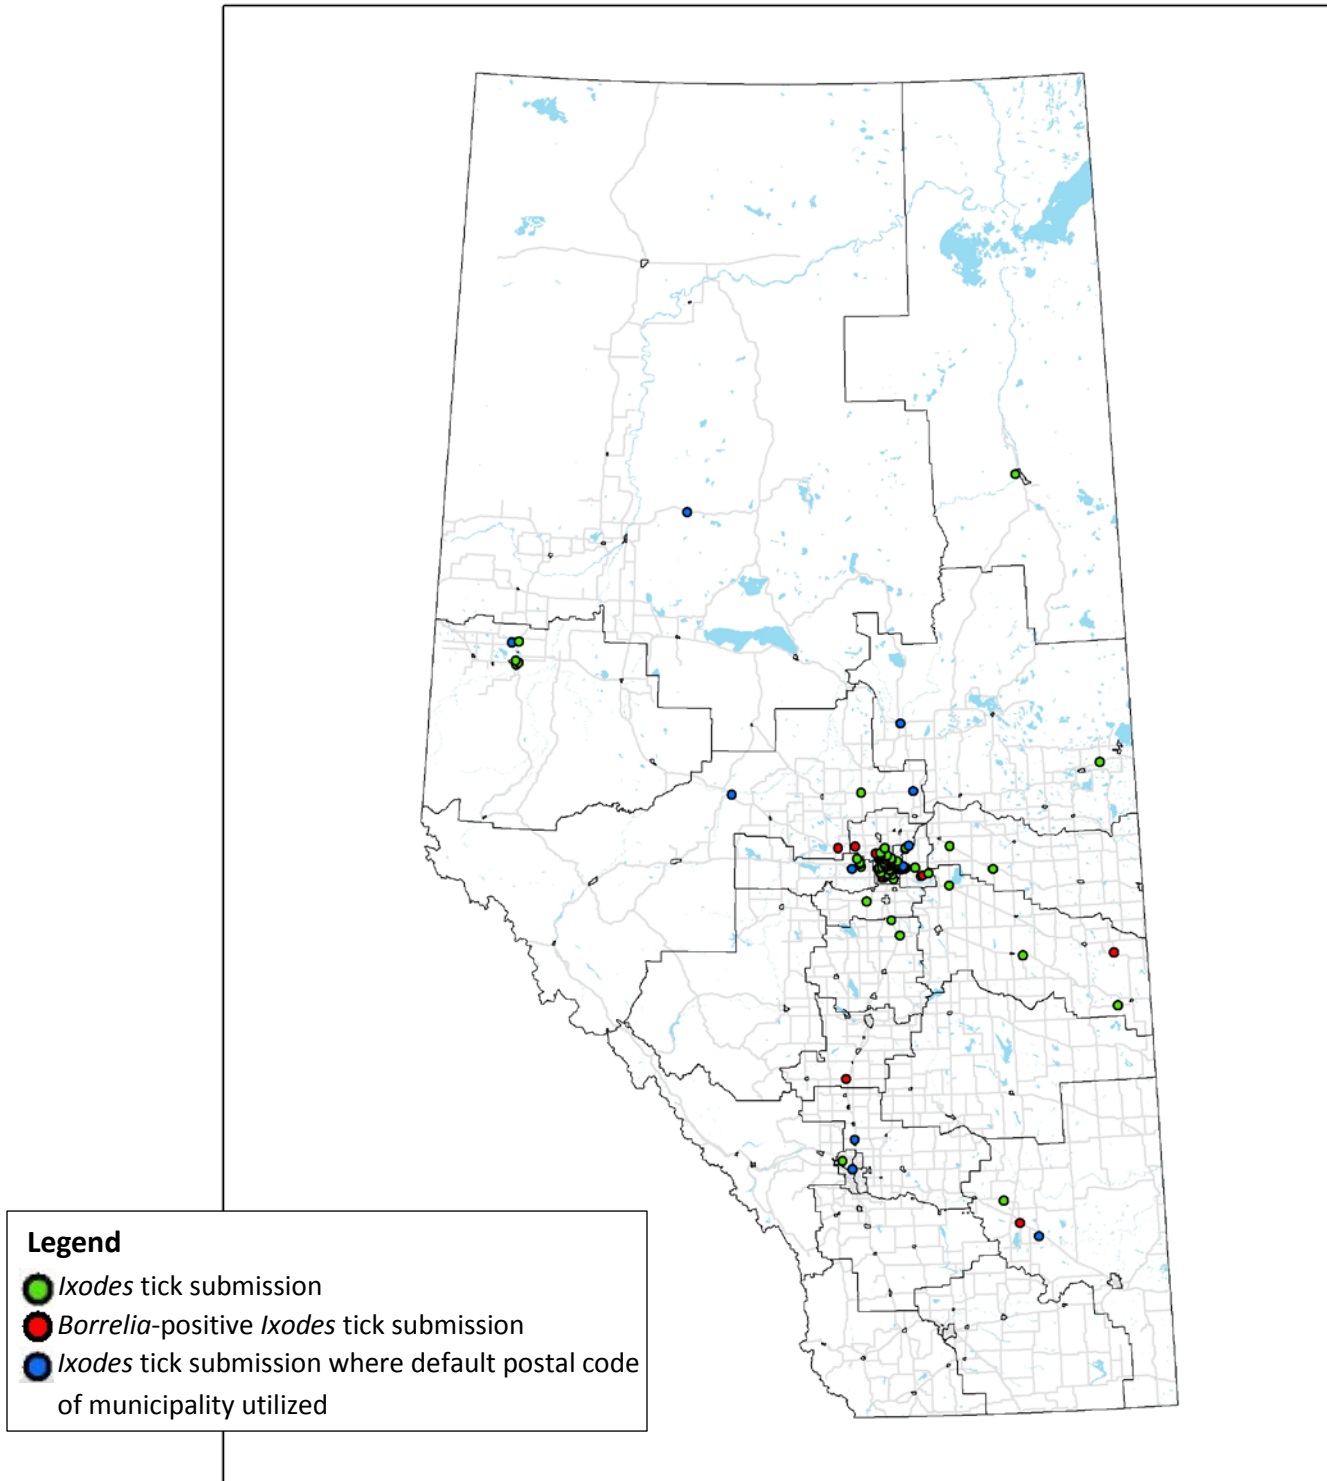 Legend
Ixodes tick submission
Borrelia-positive Ixodes tick submission
Ixodes tick submission where default postal code
of municipality utilized